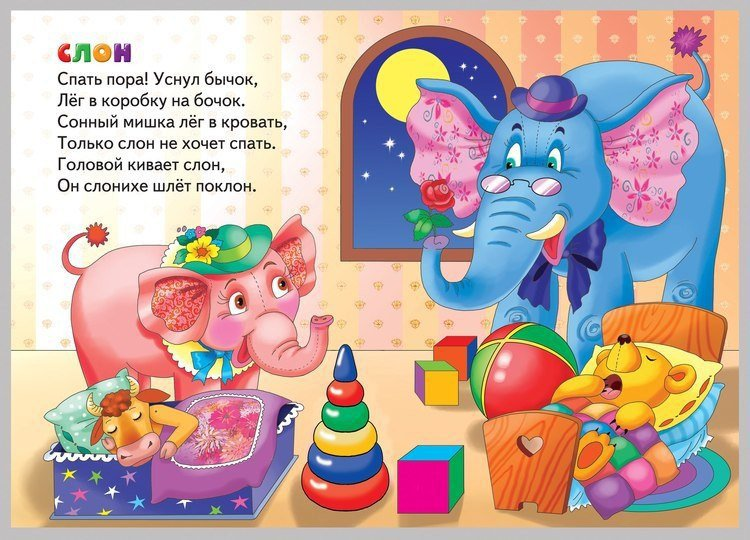 СЛОН
Спать пора! Уснул бычок,
Лёг в коробку на бочок.
Сонный мишка лёг в кровать,
Только слон не хочет спать.
Головой кивает слон,
Он слонихе шлёт поклон.